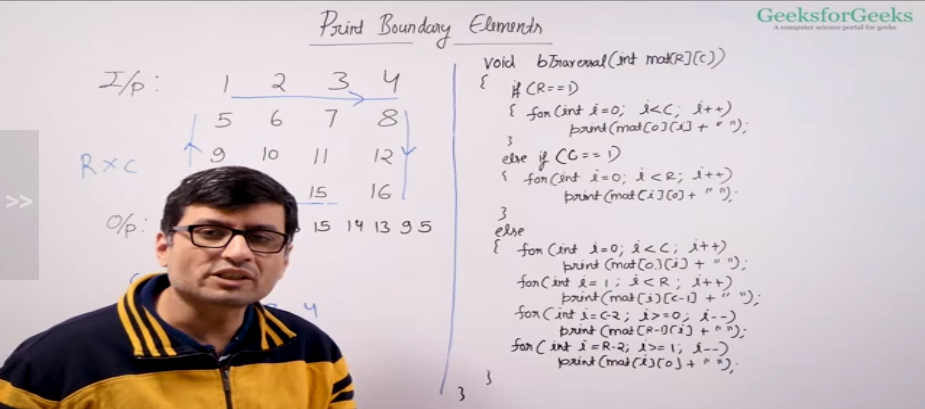 GeeksforGeeks
A computer science portal for geeks
Print Boundary Elements
I/p: 1 2 3 4
5 6 7 8
9 10 11 12
15 16
R x C
O/p: 15 14 13 9 5
4
>>
void bTraversal(int mat[R][C])
{ if (R==1)
{ for(int i=0; i<C; i++)
print(mat[0][i] + " ");
}
else if (C==1)
{ for(int i=0; i<R; i++)
print(mat[i][0] + " ");
}
else
{ for(int i=0; i<C; i++)
print(mat[0][i] + " ");
for(int i=1; i<R; i++)
print(mat[i][C-1] + " ");
for(int i=C-2; i>=0; i--)
print(mat[R-1][i] + " ");
for(int i=R-2; i>=1; i--)
print(mat[i][0] + " ");
}
}